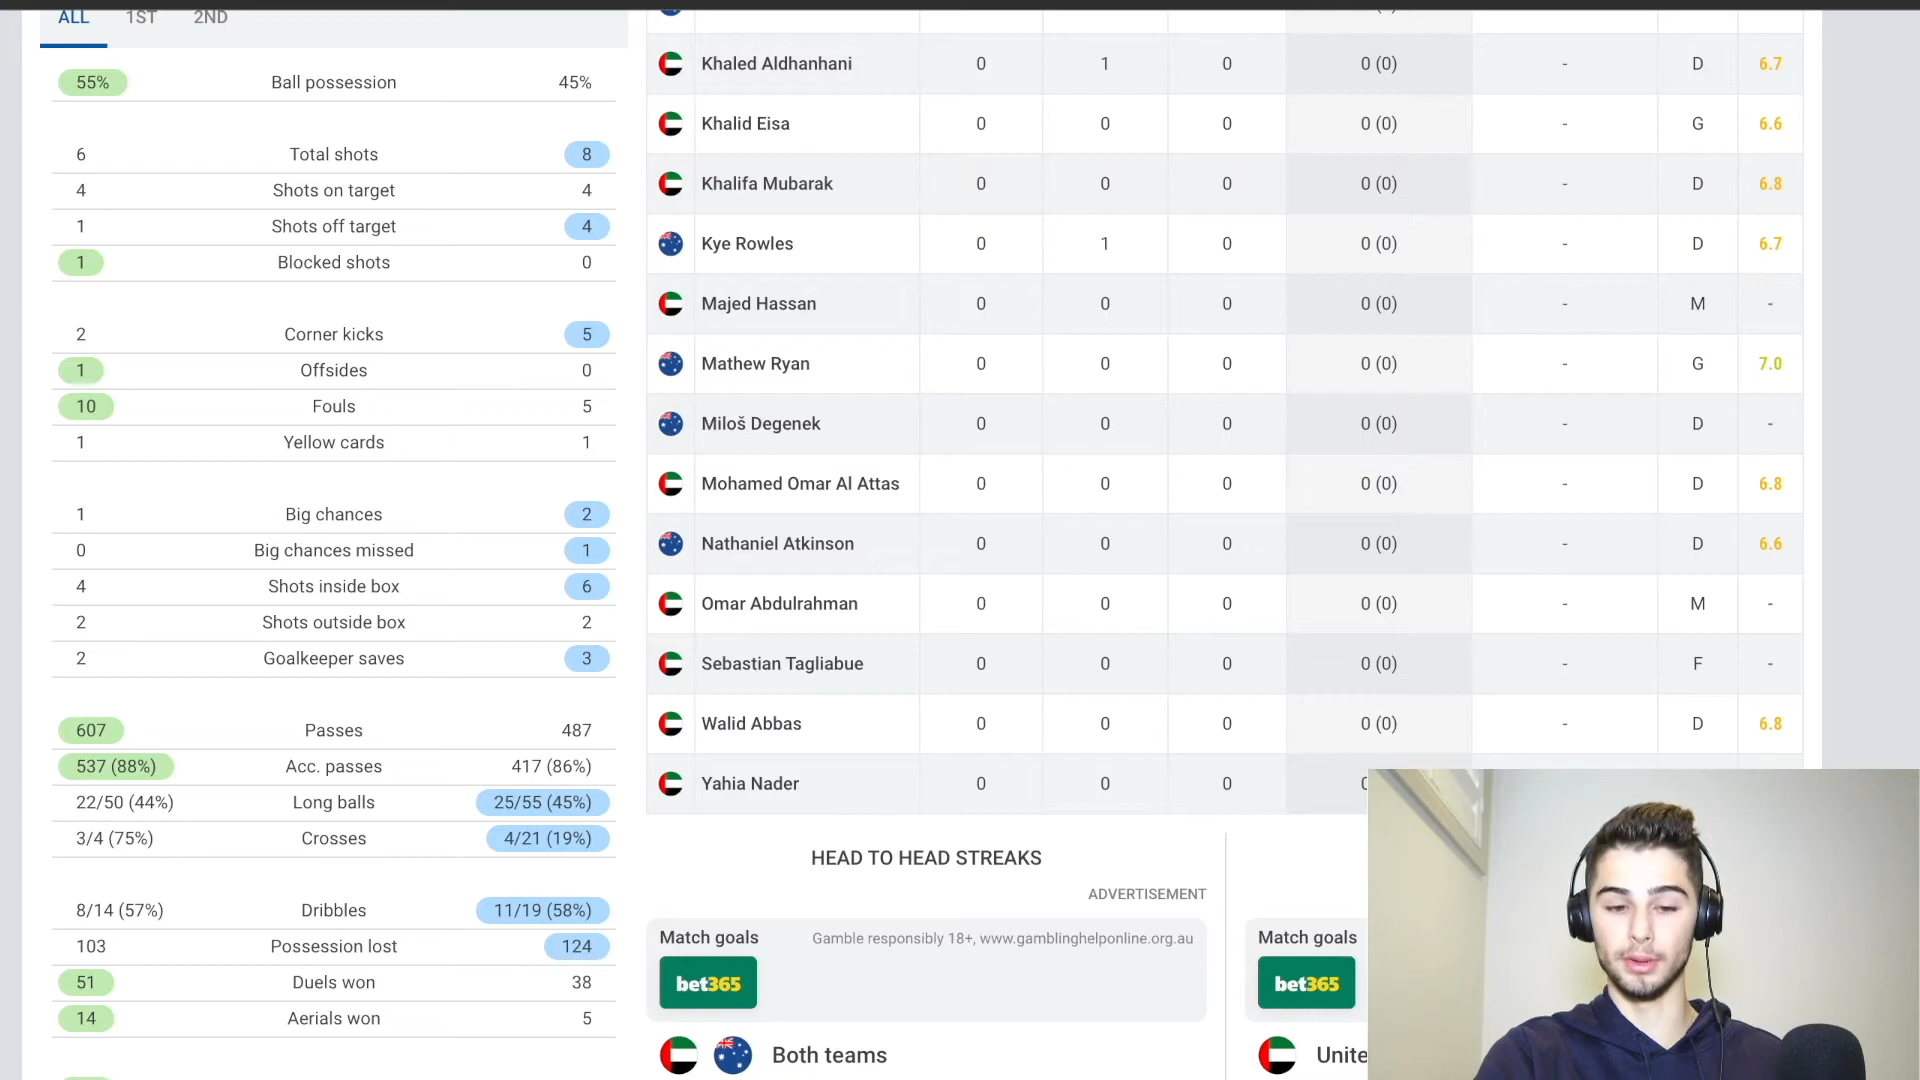 ALL 1ST 2ND
55% Ball possession 45%
6 Total shots 8
4 Shots on target 4
1 Shots off target 4
1 Blocked shots 0
2 Corner kicks 5
1 Offsides 0
10 Fouls 5
1 Yellow cards 1
1 Big chances 2
0 Big chances missed 1
4 Shots inside box 6
2 Shots outside box 2
2 Goalkeeper saves 3
607 Passes 487
537 (88%) Acc. passes 417 (86%)
22/50 (44%) Long balls 25/55 (45%)
3/4 (75%) Crosses 4/21 (19%)
8/14 (57%) Dribbles 11/19 (58%)
103 Possession lost 124
51 Duels won 38
14 Aerials won 5
Khaled Aldhanhani 0 1 0 0 (0) - D 6.7
Khalid Eisa 0 0 0 0 (0) - G 6.6
Khalifa Mubarak 0 0 0 0 (0) - D 6.8
Kye Rowles 0 1 0 0 (0) - D 6.7
Majed Hassan 0 0 0 0 (0) - M -
Mathew Ryan 0 0 0 0 (0) - G 7.0
Miloš Degenek 0 0 0 0 (0) - D -
Mohamed Omar Al Attas 0 0 0 0 (0) - D 6.8
Nathaniel Atkinson 0 0 0 0 (0) - D 6.6
Omar Abdulrahman 0 0 0 0 (0) - M -
Sebastian Tagliabue 0 0 0 0 (0) - F -
Walid Abbas 0 0 0 0 (0) - D 6.8
Yahia Nader 0 0 0
HEAD TO HEAD STREAKS
ADVERTISEMENT
Match goals Gamble responsibly 18+, www.gamblinghelponline.org.au
bet365
Both teams
Match goals
bet365
Unite